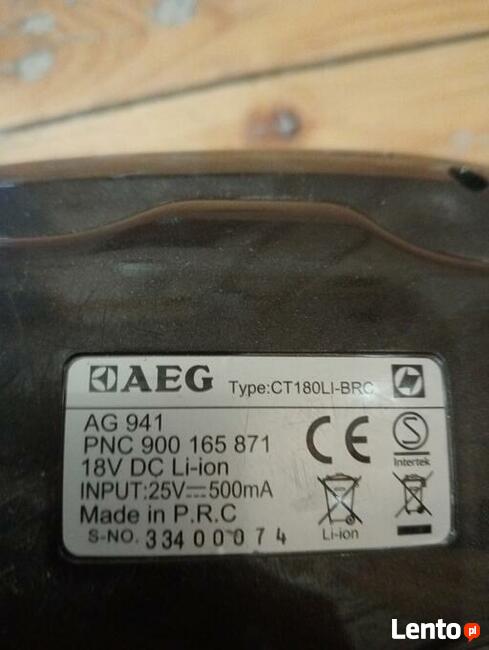 AEG Type:CT180LI-BRC
AG 941
PNC 900 165 871
18V DC Li-ion
INPUT:25V⎓500mA
Made in P.R.C
S-NO. 33400074
CE
S
Intertek
Li-ion
Lento.pl